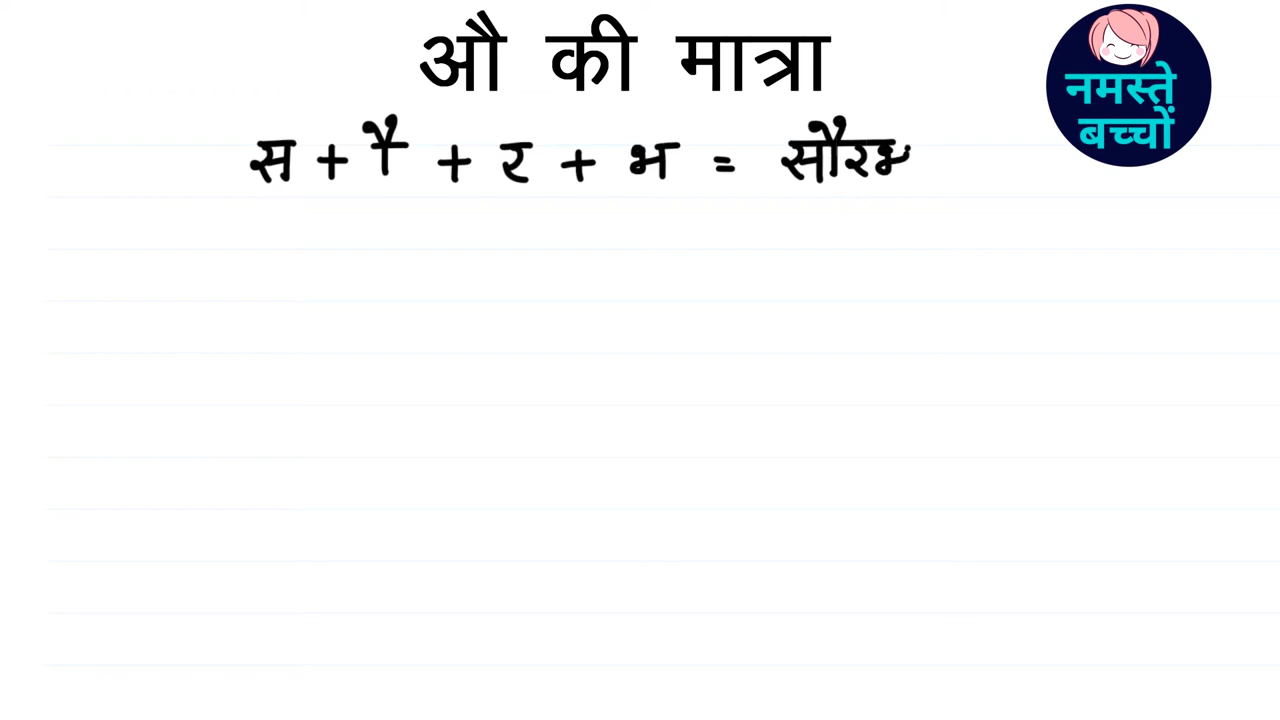 औ की मात्रा
नमस्ते
बच्चों
स + ौ + र + भ = सौरभ